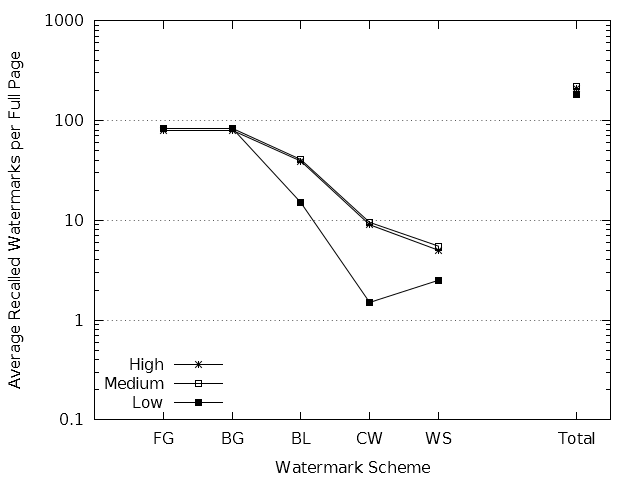 1000
100
10
1
0.1
Average Recalled Watermarks per Full Page
High
Medium
Low
FG BG BL CW WS Total
Watermark Scheme